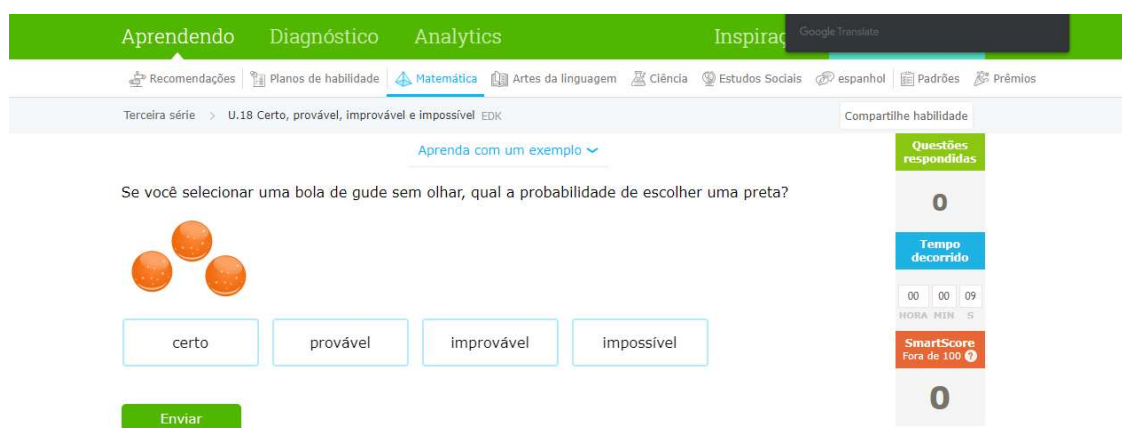 Aprendendo Diagnóstico Analytics Inspiraç
Google Translate
Recomendações Planos de habilidade Matemática Artes da linguagem Ciência Estudos Sociais espanhol Padrões Prêmios
Terceira série > U.18 Certo, provável, improvável e impossível EDK Compartilhe habilidade
Aprenda com um exemplo
Questões
respondidas
0
Se você selecionar uma bola de gude sem olhar, qual a probabilidade de escolher uma preta?
Tempo
decorrido
00 00 09
HORA MIN S
certo provável improvável impossível
SmartScore
Fora de 100 ?
0
Enviar